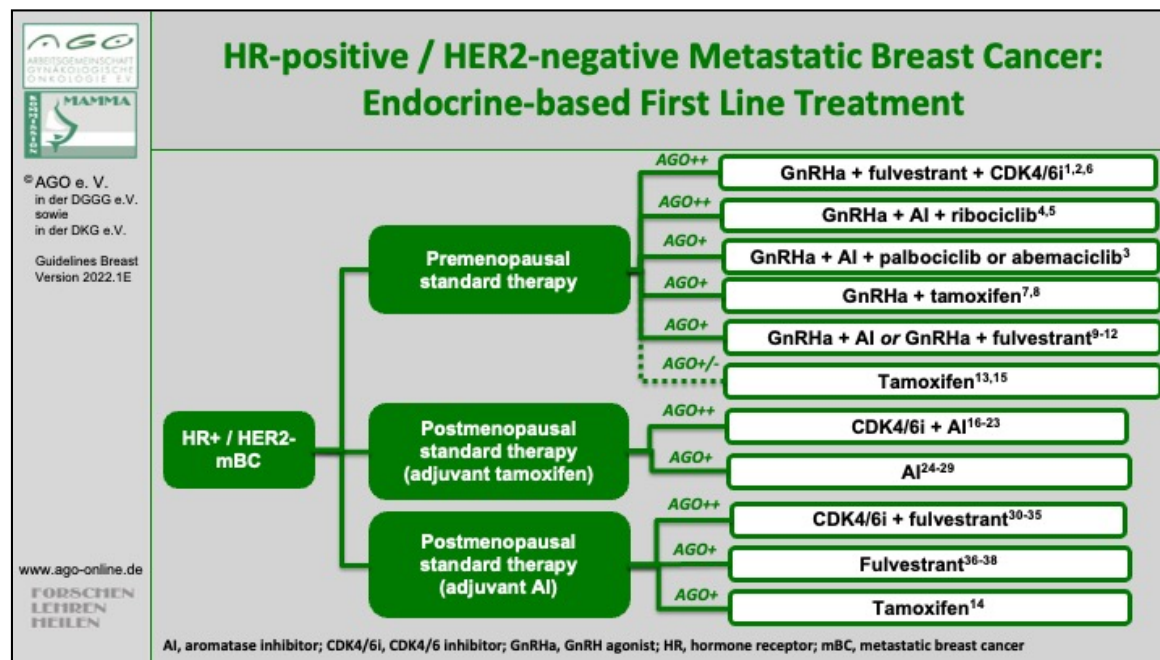 AGO
ARBEITSGEMEINSCHAFT
GYNÄKOLOGISCHE
ONKOLOGIE E.V.
KOMMISSION
MAMMA
© AGO e. V.
in der DGGG e.V.
sowie
in der DKG e.V.
Guidelines Breast
Version 2022.1E
www.ago-online.de
FORSCHEN
LEHREN
HEILEN
HR-positive / HER2-negative Metastatic Breast Cancer:
Endocrine-based First Line Treatment
HR+ / HER2-
mBC
Premenopausal
standard therapy
AGO++
GnRHa + fulvestrant + CDK4/6i1,2,6
AGO++
GnRHa + AI + ribociclib4,5
AGO+
GnRHa + AI + palbociclib or abemaciclib3
AGO+
GnRHa + tamoxifen7,8
AGO+
GnRHa + AI or GnRHa + fulvestrant9-12
AGO+/-
Tamoxifen13,15
Postmenopausal
standard therapy
(adjuvant tamoxifen)
AGO++
CDK4/6i + AI16-23
AGO+
AI24-29
Postmenopausal
standard therapy
(adjuvant AI)
AGO++
CDK4/6i + fulvestrant30-35
AGO+
Fulvestrant36-38
AGO+
Tamoxifen14
AI, aromatase inhibitor; CDK4/6i, CDK4/6 inhibitor; GnRHa, GnRH agonist; HR, hormone receptor; mBC, metastatic breast cancer